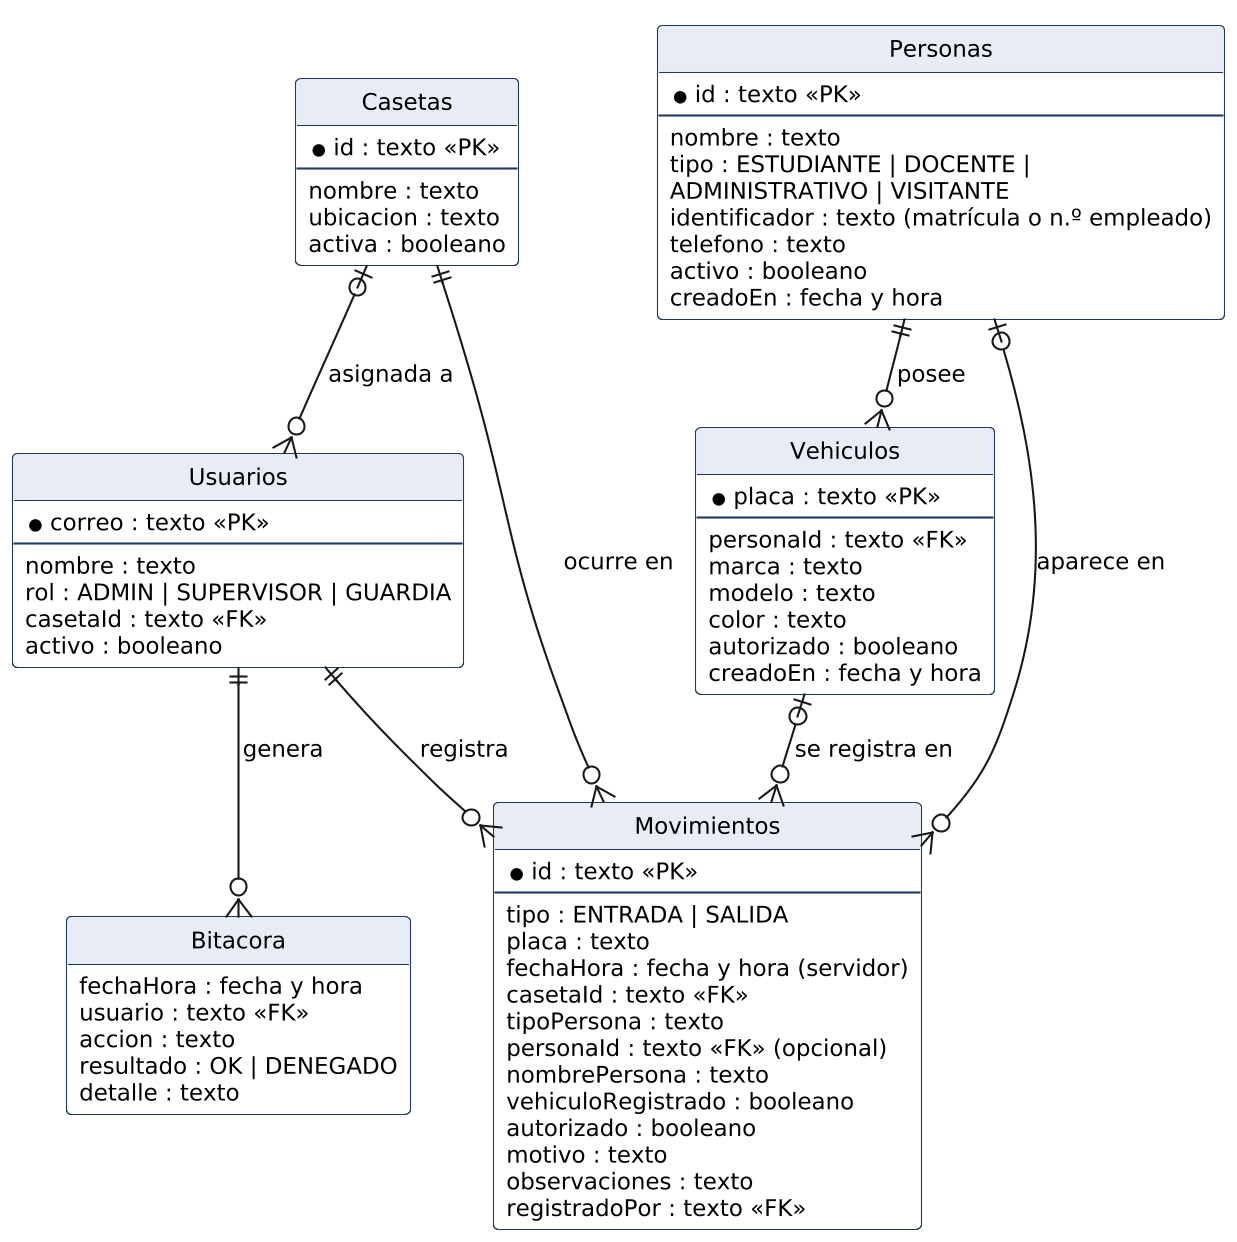 Personas
id : texto «PK»
nombre : texto
tipo : ESTUDIANTE | DOCENTE |
ADMINISTRATIVO | VISITANTE
identificador : texto (matrícula o n.º empleado)
telefono : texto
activo : booleano
creadoEn : fecha y hora
Casetas
id : texto «PK»
nombre : texto
ubicacion : texto
activa : booleano
asignada a
posee
Usuarios
correo : texto «PK»
nombre : texto
rol : ADMIN | SUPERVISOR | GUARDIA
casetaId : texto «FK»
activo : booleano
ocurre en
Vehiculos
placa : texto «PK»
personaId : texto «FK»
marca : texto
modelo : texto
color : texto
autorizado : booleano
creadoEn : fecha y hora
aparece en
genera
registra
se registra en
Bitacora
fechaHora : fecha y hora
usuario : texto «FK»
accion : texto
resultado : OK | DENEGADO
detalle : texto
Movimientos
id : texto «PK»
tipo : ENTRADA | SALIDA
placa : texto
fechaHora : fecha y hora (servidor)
casetaId : texto «FK»
tipoPersona : texto
personaId : texto «FK» (opcional)
nombrePersona : texto
vehiculoRegistrado : booleano
autorizado : booleano
motivo : texto
observaciones : texto
registradoPor : texto «FK»